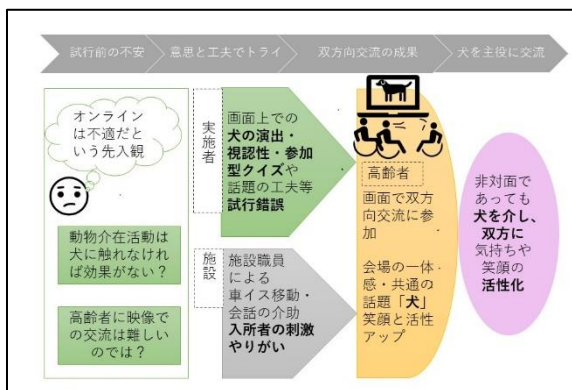 試行前の不安
意思と工夫でトライ
双方向交流の成果
犬を主役に交流
オンライン
は不適だと
いう先入観
動物介在活動は
犬に触れなけれ
ば効果がない？
高齢者に映像で
の交流は難しい
のでは？
実施者
画面上での
犬の演出・
視認性・参加
型クイズや
話題の工夫等
試行錯誤
施設
施設職員
による
車イス移動・
会話の介助
入所者の刺激
やりがい
高齢者
画面で双方
向交流に参
加
会場の一体
感・共通の
話題「犬」
笑顔と活性
アップ
非対面で
あっても
犬を介し、
双方に
気持ちや
笑顔の
活性化